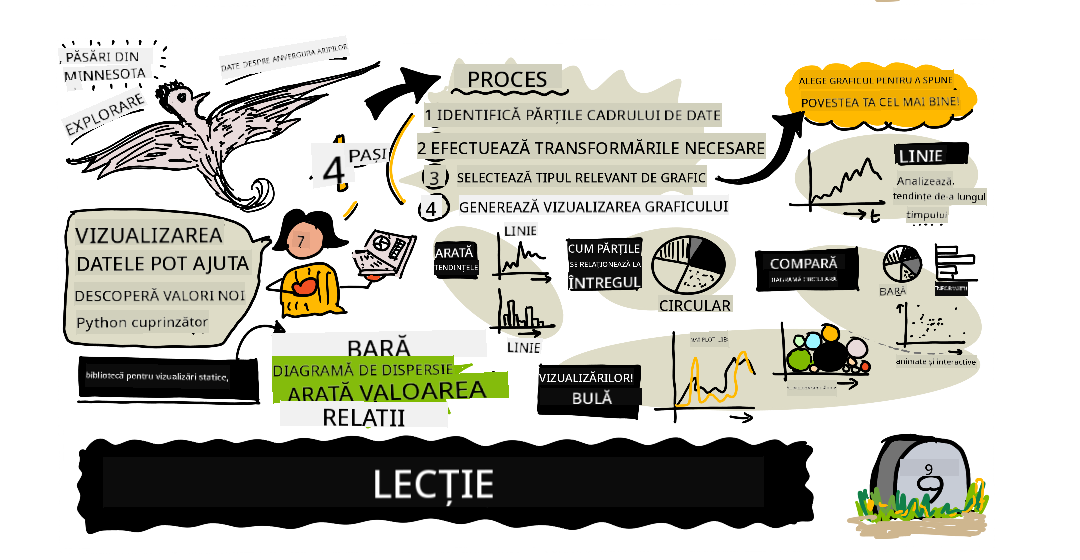 PĂSĂRI DIN
MINNESOTA
EXPLORARE
DATE DESPRE ANVERGURA ARIPILOR
4 PAȘI
PROCES
1 IDENTIFICĂ PĂRȚILE CADRULUI DE DATE
2 EFECTUEAZĂ TRANSFORMĂRILE NECESARE
3 SELECTEAZĂ TIPUL RELEVANT DE GRAFIC
4 GENEREAZĂ VIZUALIZAREA GRAFICULUI
ALEGE GRAFICUL PENTRU A SPUNE
POVESTEA TA CEL MAI BINE!
LINIE
Analizează.
tendințe de-a lungul
timpului
t
VIZUALIZAREA
DATELE POT AJUTA
DESCOPERĂ VALORI NOI
Python cuprinzător
7
ARATĂ
TENDINȚELE
LINIE
LINIE
CUM PĂRȚILE
SE RELAȚIONEAZĂ LA
ÎNTREGUL
CIRCULAR
COMPARĂ
DIAGRAMĂ CIRCULARĂ
BARĂ
animate și interactive
bibliotecă pentru vizualizări statice,
BARĂ
DIAGRAMĂ DE DISPERSIE
ARATĂ VALOAREA
RELAȚII
VIZUALIZĂRILOR!
BULĂ
MATPLOT LIB!
LECȚIE
9